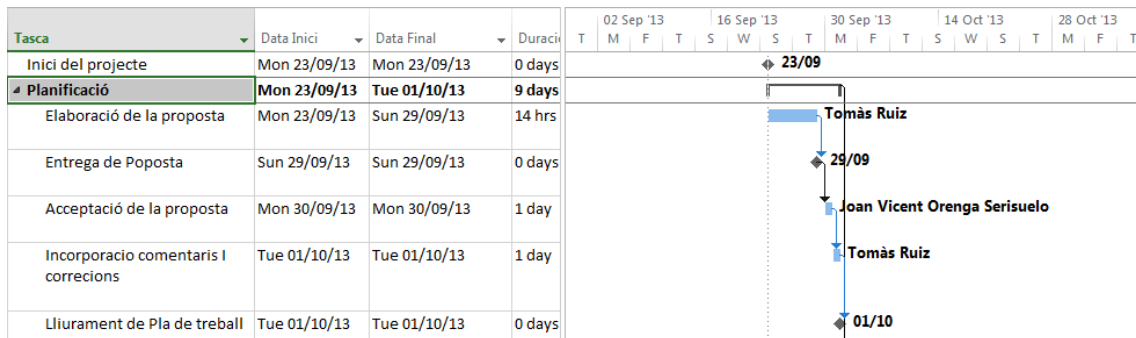 02 Sep '13 16 Sep '13 30 Sep '13 14 Oct '13 28 Oct '13
Tasca Data Inici Data Final Duració T M F T S W S T M F T S W S T M F T
Inici del projecte Mon 23/09/13 Mon 23/09/13 0 days 23/09
Planificació Mon 23/09/13 Tue 01/10/13 9 days
Elaboració de la proposta Mon 23/09/13 Sun 29/09/13 14 hrs Tomàs Ruiz
Entrega de Poposta Sun 29/09/13 Sun 29/09/13 0 days 29/09
Acceptació de la proposta Mon 30/09/13 Mon 30/09/13 1 day Joan Vicent Orenga Serisuelo
Incorporacio comentaris I Tue 01/10/13 Tue 01/10/13 1 day Tomàs Ruiz
correcions
Lliurament de Pla de treball Tue 01/10/13 Tue 01/10/13 0 days 01/10